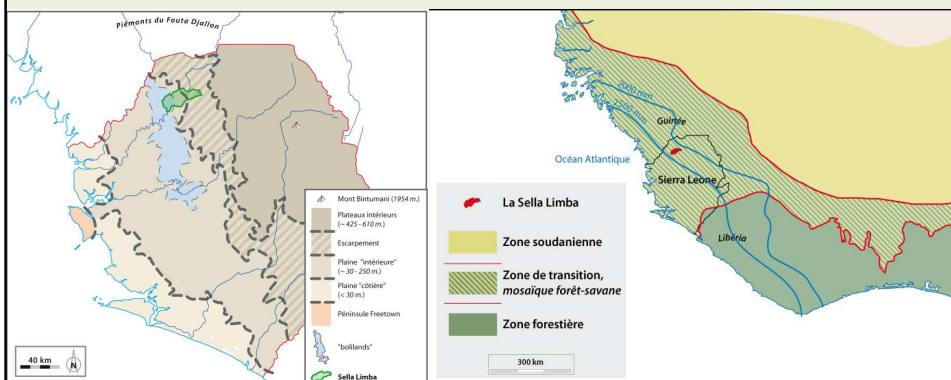 Piémonts du Fouta Djallon
Mont Bintumani (1954 m.)
Plateaux intérieurs
(~ 425 - 610 m.)
Escarpement
Plaine "intérieure"
(~ 30 - 250 m.)
Plaine "côtière"
(< 30 m.)
Péninsule Freetown
"bolilands"
Sella Limba
40 km
N
2000 mm
2500 mm
Guinée
Océan Atlantique
Sierra Leone
Libéria
La Sella Limba
Zone soudanienne
Zone de transition,
mosaïque forêt-savane
Zone forestière
300 km